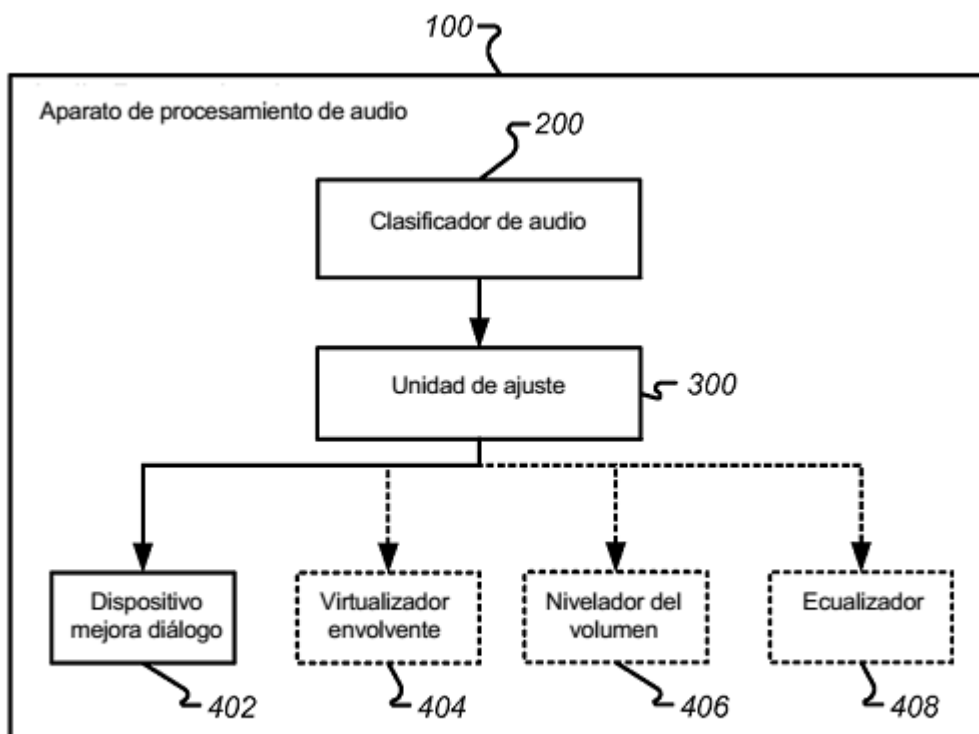 100
Aparato de procesamiento de audio
200
Clasificador de audio
Unidad de ajuste
300
Dispositivo
mejora diálogo
Virtualizador
envolvente
Nivelador del
volumen
Ecualizador
402
404
406
408